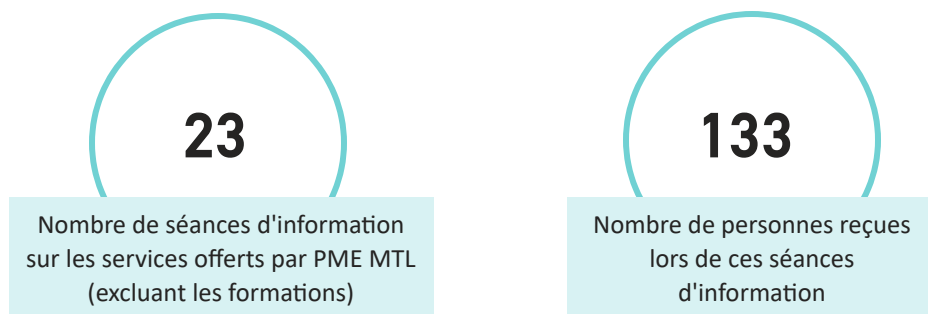 23
Nombre de séances d'information
sur les services offerts par PME MTL
(excluant les formations)
133
Nombre de personnes reçues
lors de ces séances
d'information